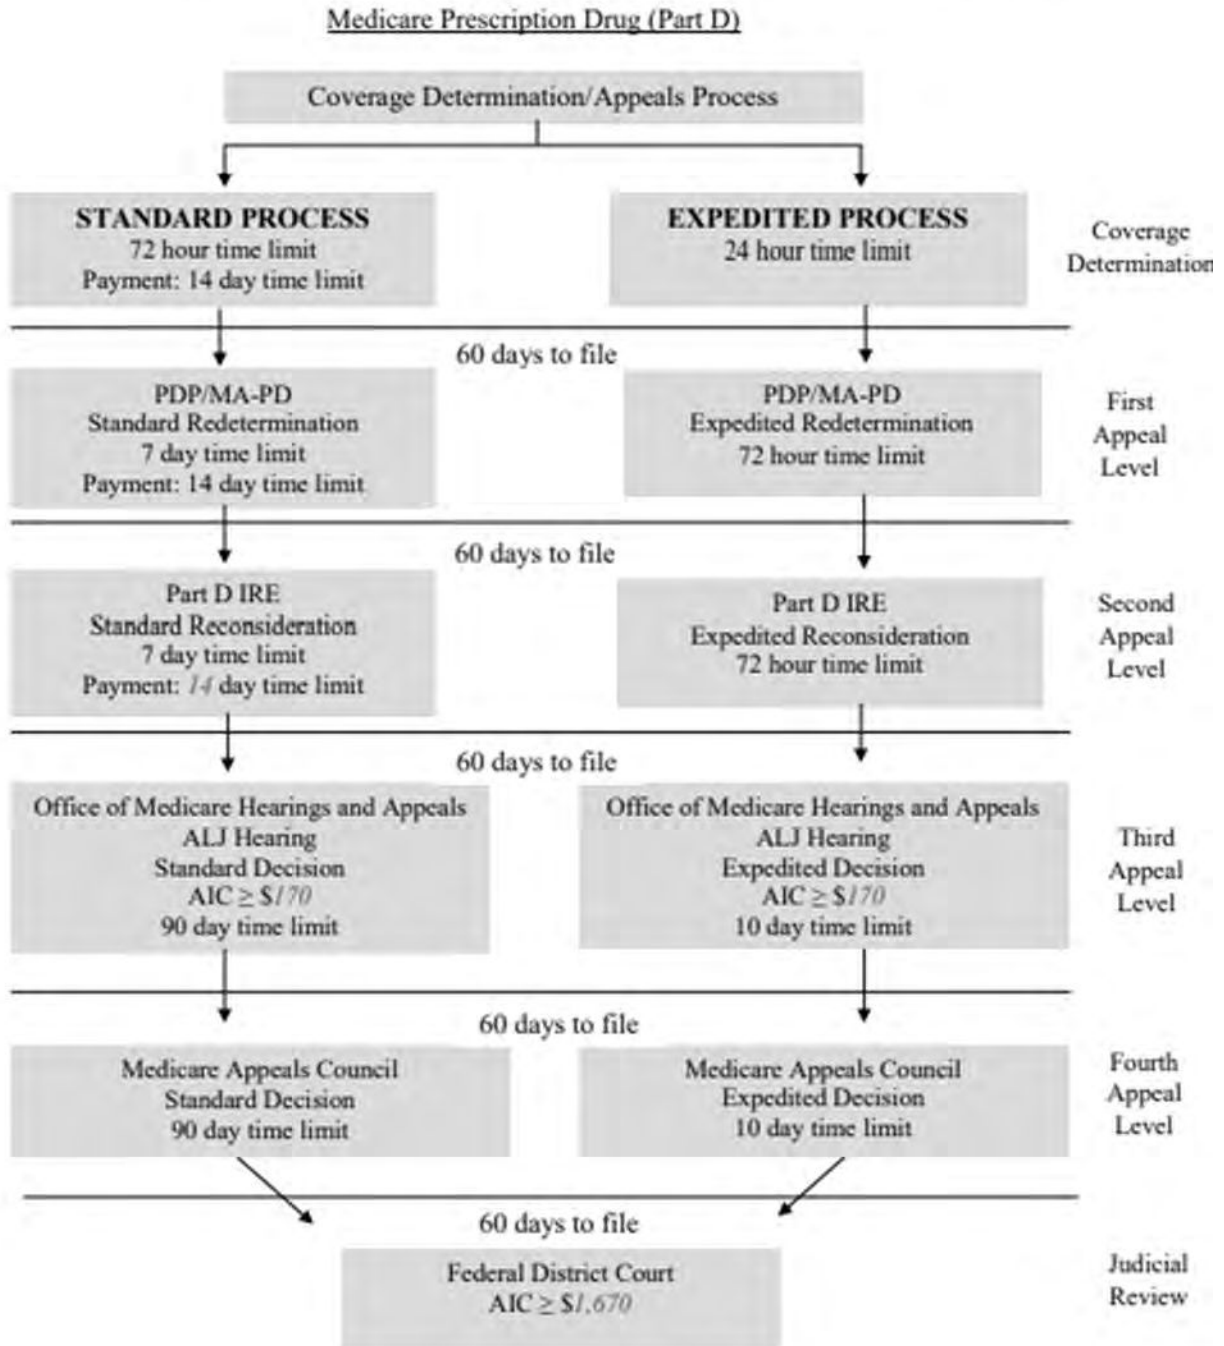 Medicare Prescription Drug (Part D)
Coverage Determination/Appeals Process
STANDARD PROCESS
72 hour time limit
Payment: 14 day time limit
EXPEDITED PROCESS
24 hour time limit
Coverage
Determination
60 days to file
PDP/MA-PD
Standard Redetermination
7 day time limit
Payment: 14 day time limit
PDP/MA-PD
Expedited Redetermination
72 hour time limit
First
Appeal
Level
60 days to file
Part D IRE
Standard Reconsideration
7 day time limit
Payment: 14 day time limit
Part D IRE
Expedited Reconsideration
72 hour time limit
Second
Appeal
Level
60 days to file
Office of Medicare Hearings and Appeals
ALJ Hearing
Standard Decision
AIC ≥ $170
90 day time limit
Office of Medicare Hearings and Appeals
ALJ Hearing
Expedited Decision
AIC ≥ $170
10 day time limit
Third
Appeal
Level
60 days to file
Medicare Appeals Council
Standard Decision
90 day time limit
Medicare Appeals Council
Expedited Decision
10 day time limit
Fourth
Appeal
Level
60 days to file
Federal District Court
AIC ≥ $1,670
Judicial
Review